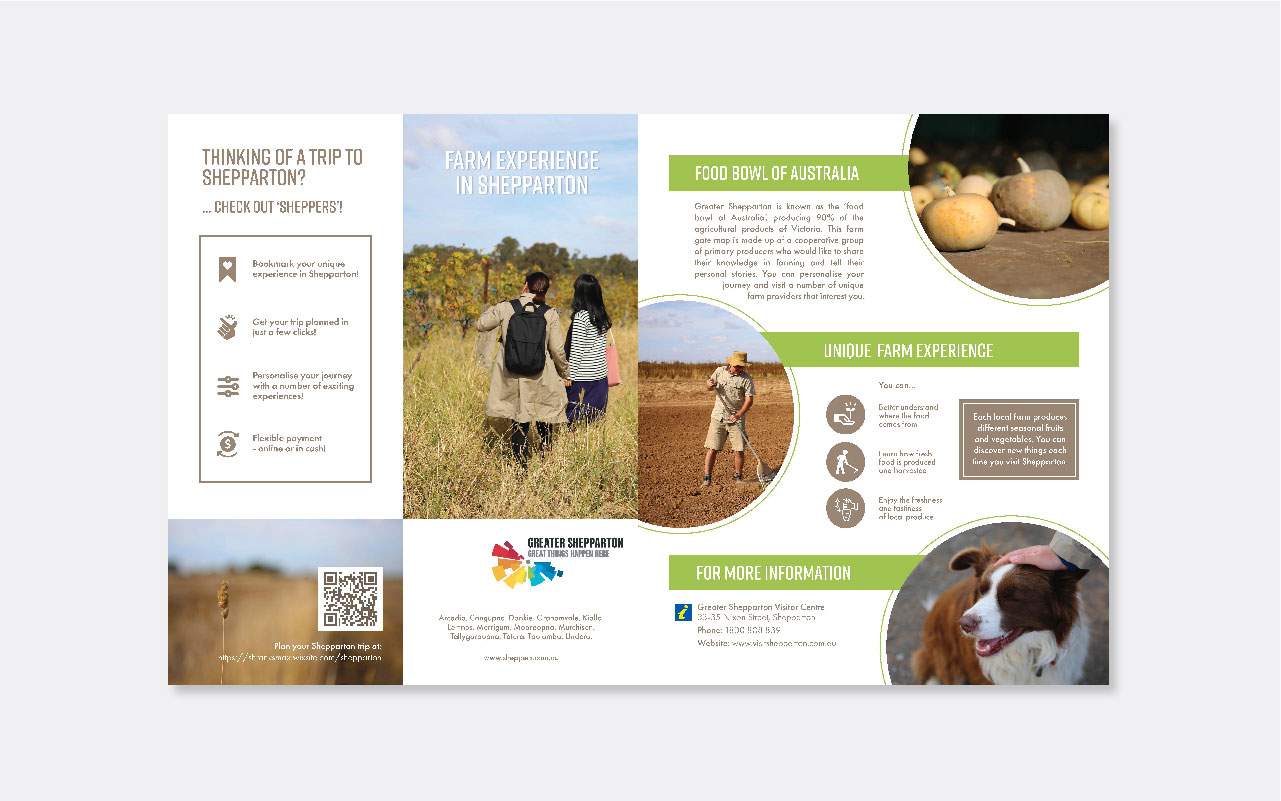 THINKING OF A TRIP TO
SHEPPARTON?
... CHECK OUT ‘SHEPPERS’!
Bookmark your unique
experience in Shepparton!
Get your trip planned in
just a few clicks!
Personalise your journey
with a number of exciting
experiences!
Flexible payment
- online or in cash!
Plan your Shepparton trip at:
FARM EXPERIENCE
IN SHEPPARTON
GREATER SHEPPARTON
GREAT THINGS HAPPEN HERE
Arcadia, Congupna, Dookie, Grahamvale, Kialla
Lemnos, Merrigum, Mooroopna, Murchison,
Tallygaroopna, Tatura, Toolamba, Undera.
www.sheppers.com.au
FOOD BOWL OF AUSTRALIA
Greater Shepparton is known as the ‘food
bowl of Australia’, producing 90% of the
agricultural products of Victoria. This farm
gate map is made up of a cooperative group
of primary producers who would like to share
their knowledge in farming and tell their
personal stories. You can personalise your
journey and visit a number of unique
farm providers that interest you.
UNIQUE FARM EXPERIENCE
You can...
Better understand
where the food
comes from
Learn how fresh
food is produced
and harvested
Enjoy the freshness
and tastiness
of local produce
Each local farm produces
different seasonal fruits
and vegetables. You can
discover new things each
time you visit Shepparton.
FOR MORE INFORMATION
i
Greater Shepparton Visitor Centre
33-35 Nixon Street, Shepparton
Phone: 1800 808 839
Website: www.visitshepparton.com.au